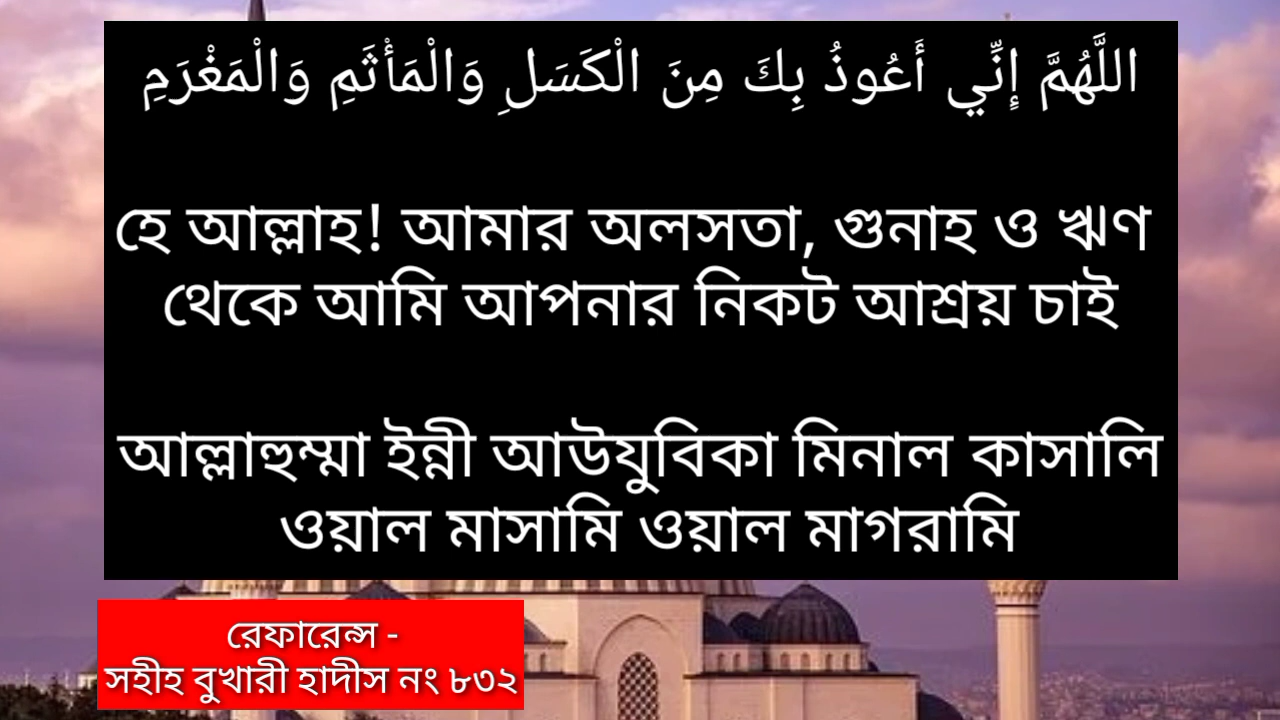 اللَّهُمَّ إِنِّي أَعُوذُ بِكَ مِنَ الْكَسَلِ وَالْمَأْثَمِ وَالْمَغْرَمِ
হে আল্লাহ! আমার অলসতা, গুনাহ ও ঋণ
থেকে আমি আপনার নিকট আশ্রয় চাই
আল্লাহুম্মা ইন্নী আউযুবিকা মিনাল কাসালি
ওয়াল মাসামি ওয়াল মাগরামি
রেফারেন্স -
সহীহ বুখারী হাদীস নং ৮৩২